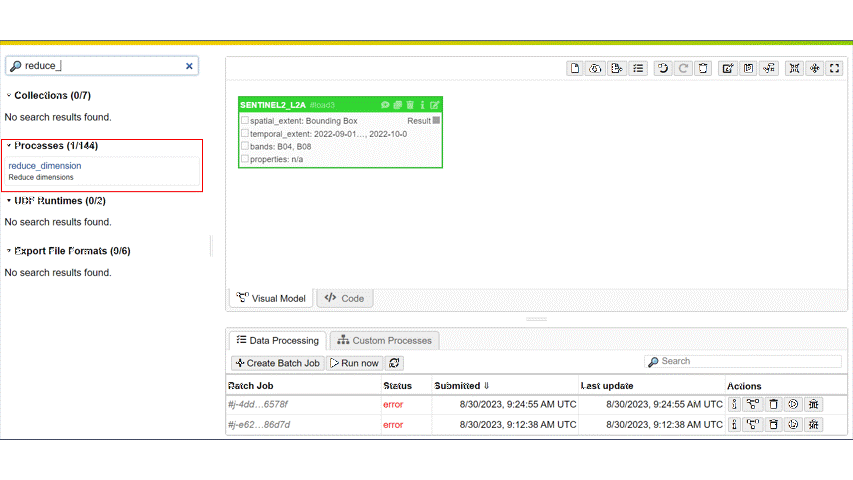 reduce_
Collections (0/7)
No search results found.
Processes (1/144)
reduce_dimension
Reduce dimensions
UDF Runtimes (0/2)
No search results found.
Export File Formats (0/6)
No search results found.
SENTINEL2_L2A #load3
spatial_extent: Bounding Box Result
temporal_extent: 2022-09-01…, 2022-10-0
bands: B04, B08
properties: n/a
Visual Model Code
Data Processing Custom Processes
Create Batch Job Run now Search
Batch Job Status Submitted Last update Actions
#j-4dd…6578f error 8/30/2023, 9:24:55 AM UTC 8/30/2023, 9:24:55 AM UTC
#j-e62…86d7d error 8/30/2023, 9:12:38 AM UTC 8/30/2023, 9:12:38 AM UTC